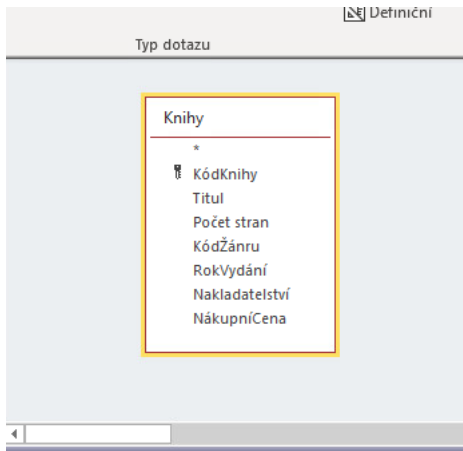 Definiční
Typ dotazu
Knihy
*
KódKnihy
Titul
Počet stran
KódŽánru
RokVydání
Nakladatelství
NákupníCena